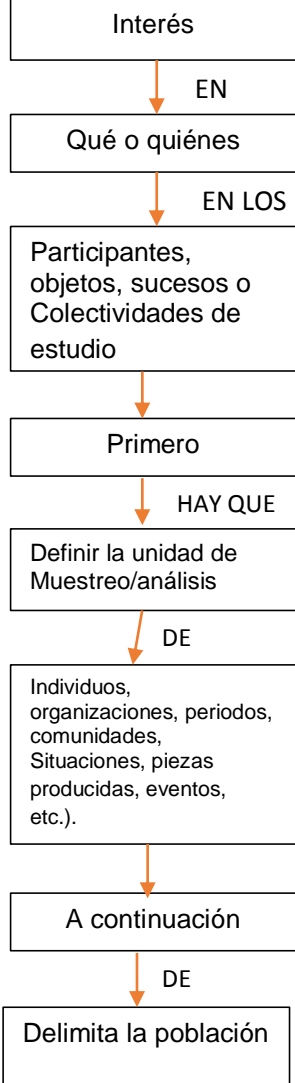 Interés
EN
Qué o quiénes
EN LOS
Participantes,
objetos, sucesos o
Colectividades de
estudio
Primero
HAY QUE
Definir la unidad de
Muestreo/análisis
DE
Individuos,
organizaciones, periodos,
comunidades,
Situaciones, piezas
producidas, eventos,
etc.).
A continuación
DE
Delimita la población